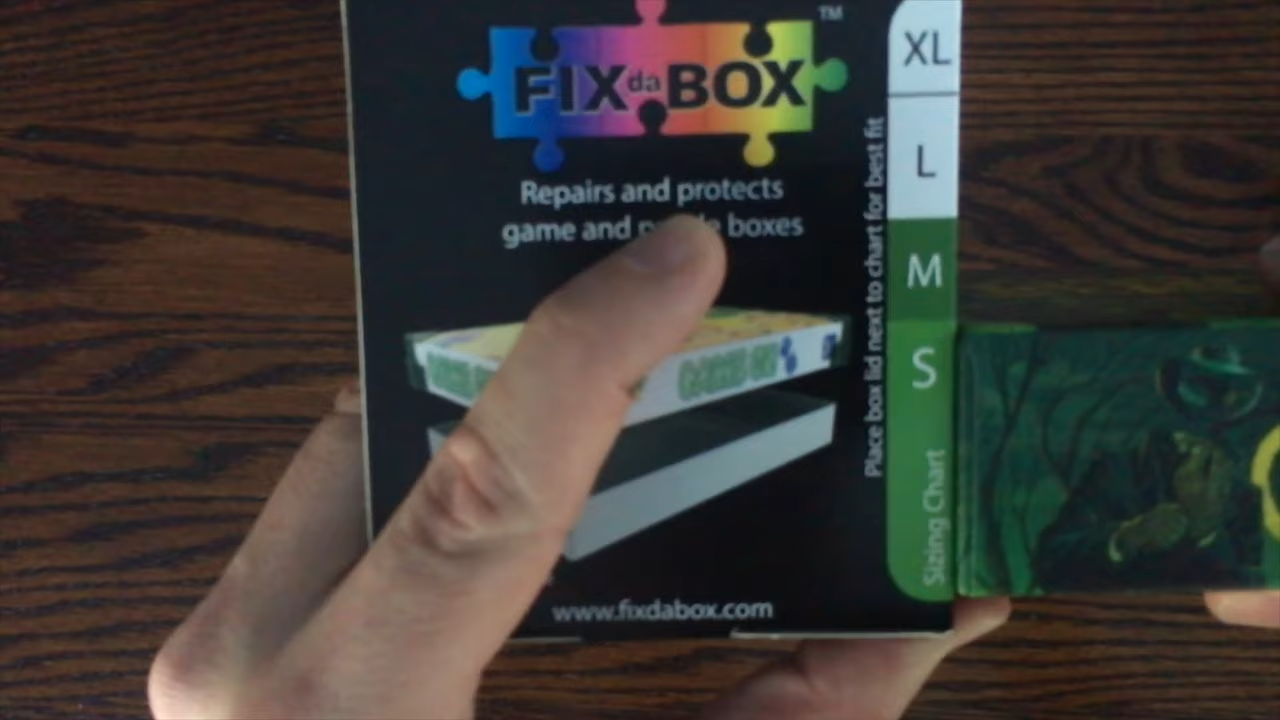 FIX da BOX
TM
Repairs and protects
game and boxes
www.fixdabox.com
XL
L
M
S
Sizing Chart
Place box lid next to chart for best fit